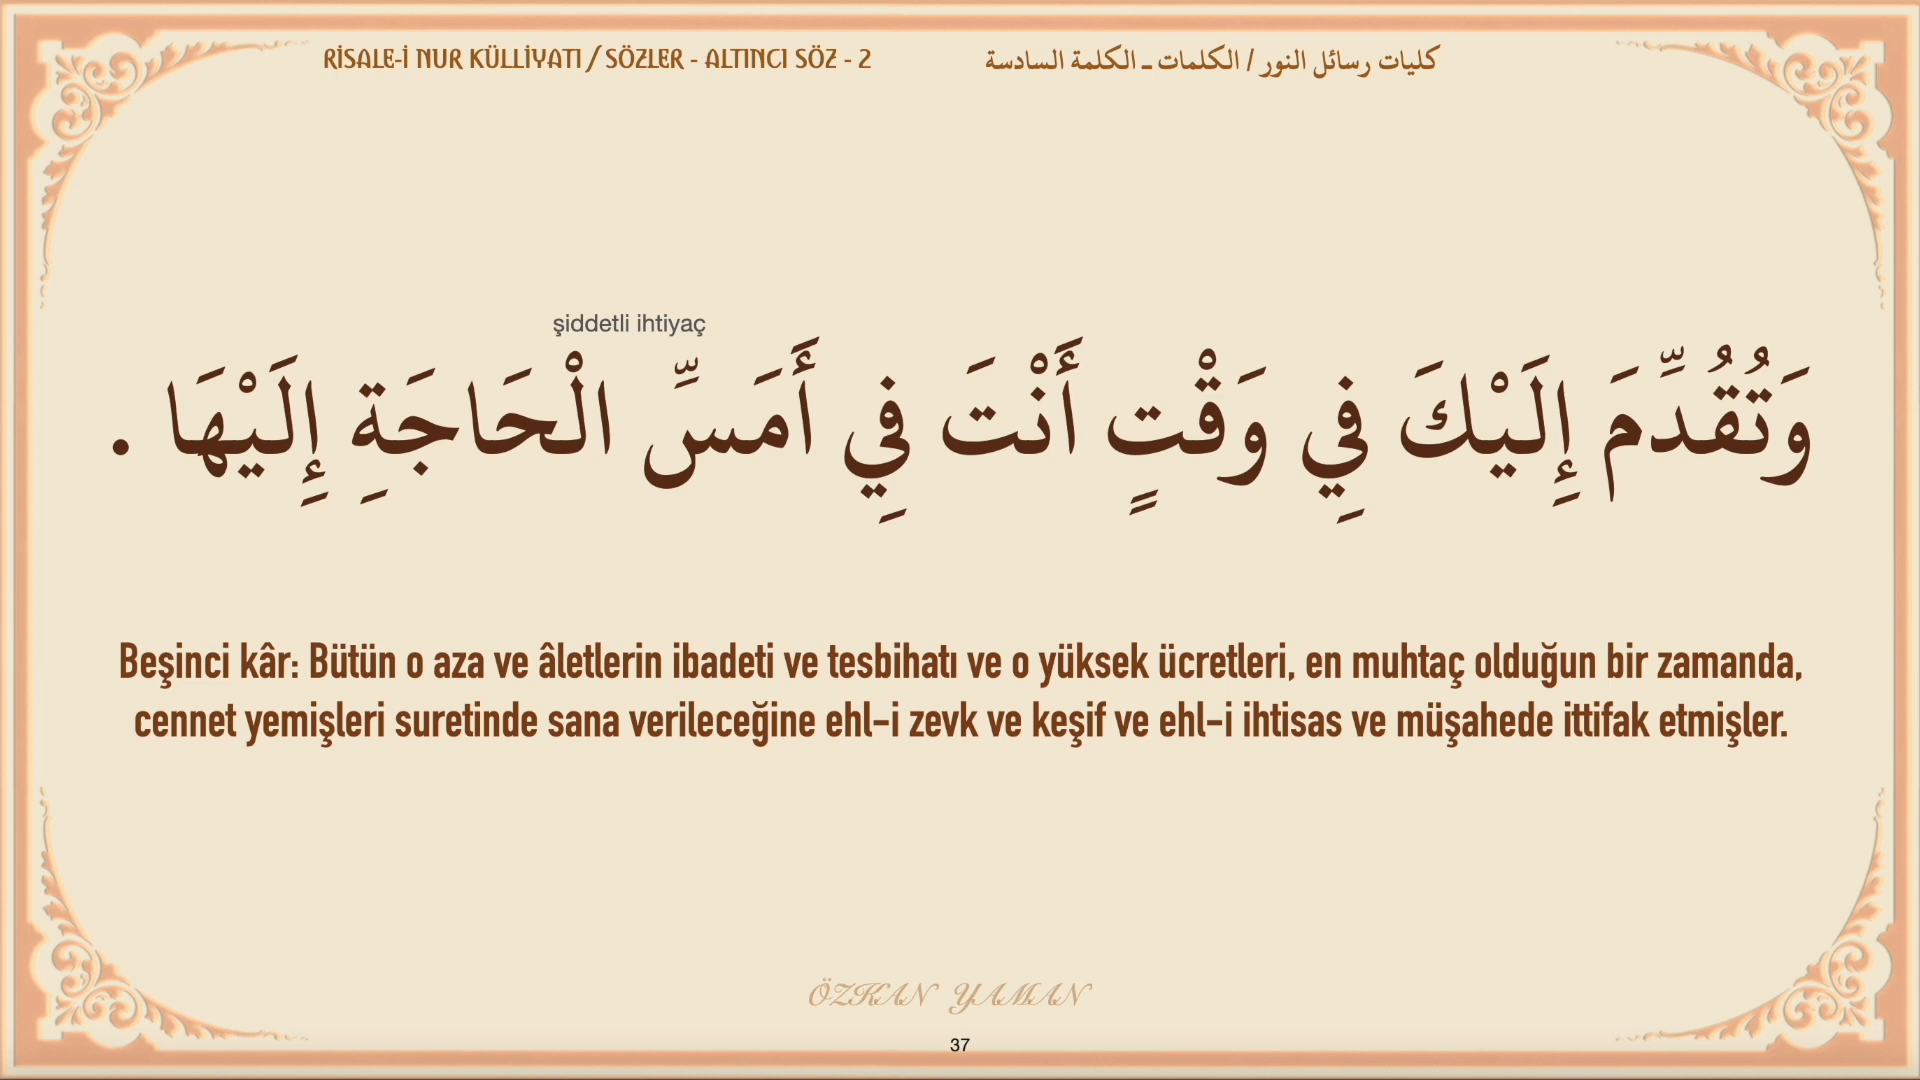 RİSALE-İ NUR KÜLLİYATI / SÖZLER - ALTINCI SÖZ - 2
كليات رسائل النور / الكلمات ـ الكلمة السادسة
şiddetli ihtiyaç
وَتُقُدِّمَ إِلَيْكَ فِي وَقْتٍ أَنْتَ فِي أَمَسِّ الْحَاجَةِ إِلَيْهَا .
Beşinci kâr: Bütün o aza ve âletlerin ibadeti ve tesbihatı ve o yüksek ücretleri, en muhtaç olduğun bir zamanda,
cennet yemişleri suretinde sana verileceğine ehl-i zevk ve keşif ve ehl-i ihtisas ve müşahede ittifak etmişler.
ÖZKAN YAMAN
37